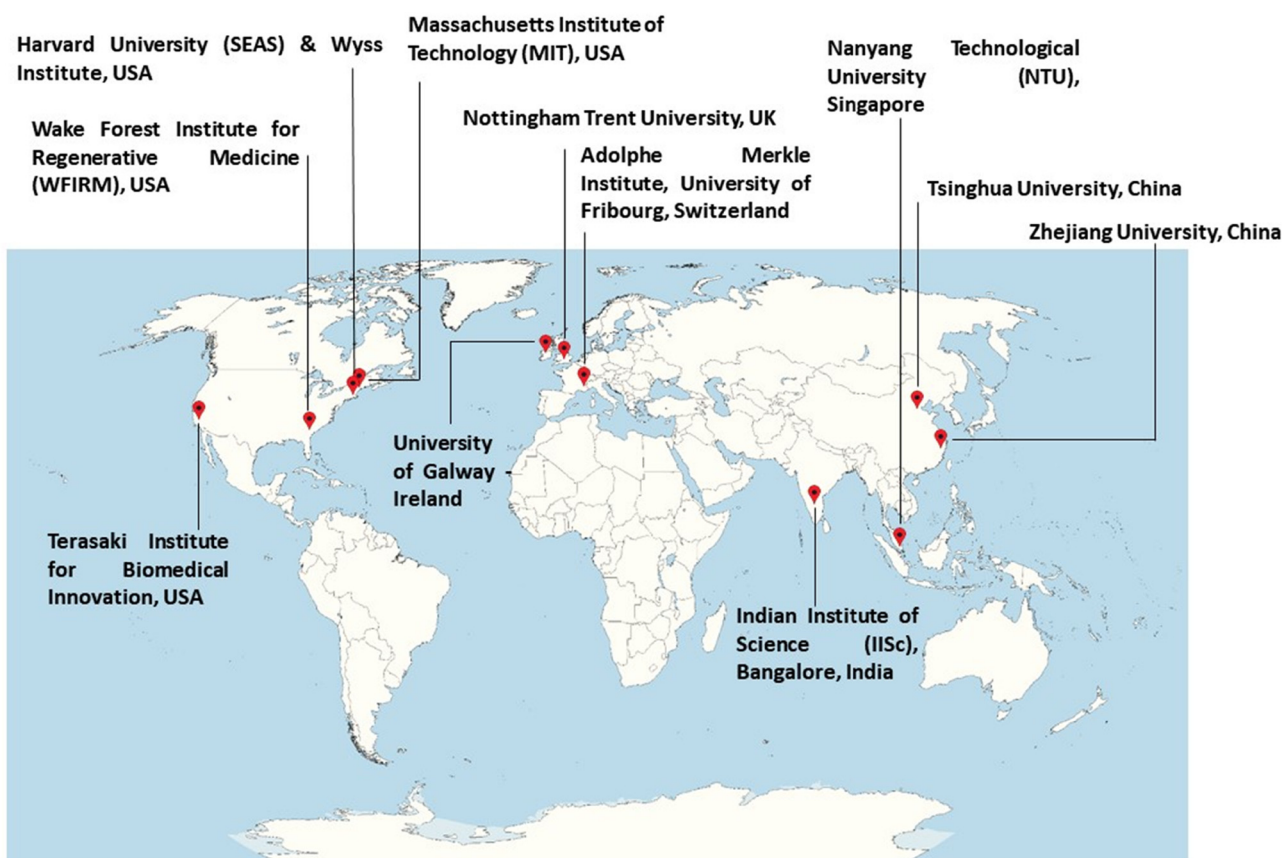 Harvard University (SEAS) & Wyss
Institute, USA
Massachusetts Institute of
Technology (MIT), USA
Nanyang Technological
University (NTU),
Singapore
Wake Forest Institute for
Regenerative Medicine
(WFIRM), USA
Nottingham Trent University, UK
Adolphe Merkle
Institute, University of
Fribourg, Switzerland
Tsinghua University, China
Zhejiang University, China
University
of Galway
Ireland
Terasaki Institute
for Biomedical
Innovation, USA
Indian Institute of
Science (IISc),
Bangalore, India